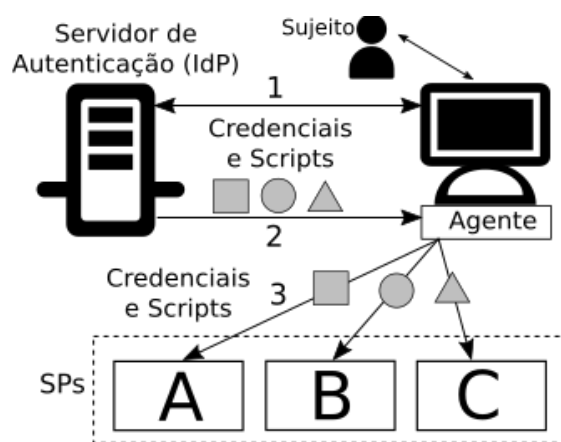 Servidor de
Autenticação (IdP)
Sujeito
1
Credenciais
e Scripts
2
Agente
Credenciais
e Scripts
3
SPs
A
B
C